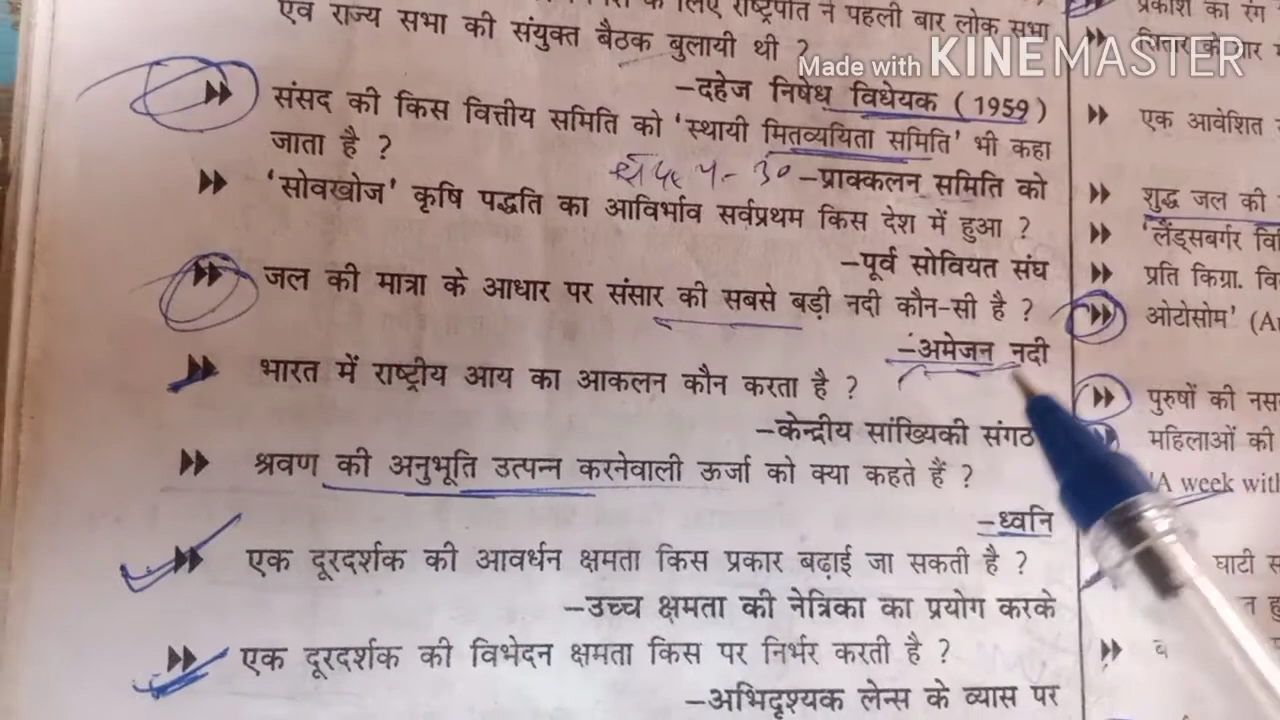 एवं राज्य सभा की संयुक्त बैठक बुलायी थी ?
लिए राष्ट्रपति ने पहली बार लोक सभा
–दहेज निषेध विधेयक (1959)
संसद की किस वित्तीय समिति को ‘स्थायी मितव्ययिता समिति’ भी कहा
जाता है ?
–प्राक्कलन समिति को
‘सोवखोज’ कृषि पद्धति का आविर्भाव सर्वप्रथम किस देश में हुआ ?
–पूर्व सोवियत संघ
जल की मात्रा के आधार पर संसार की सबसे बड़ी नदी कौन-सी है ?
–अमेजन नदी
भारत में राष्ट्रीय आय का आकलन कौन करता है ?
–केन्द्रीय सांख्यिकी
श्रवण की अनुभूति उत्पन्न करनेवाली ऊर्जा को क्या कहते हैं ?
–ध्वनि
एक दूरदर्शक की आवर्धन क्षमता किस प्रकार बढ़ाई जा सकती है ?
–उच्च क्षमता की नेत्रिका का प्रयोग करके
एक दूरदर्शक की विभेदन क्षमता किस पर निर्भर करती है ?
–अभिदृश्यक लेन्स के व्यास पर
प्रकाश का रंग
एक आवेशित
शुद्ध जल की
‘लैंड्सबर्गर
प्रति किग्रा.
ओटोसोम’
पुरुषों की
महिलाओं की
'A week with
घाटी
Made with KINEMASTER